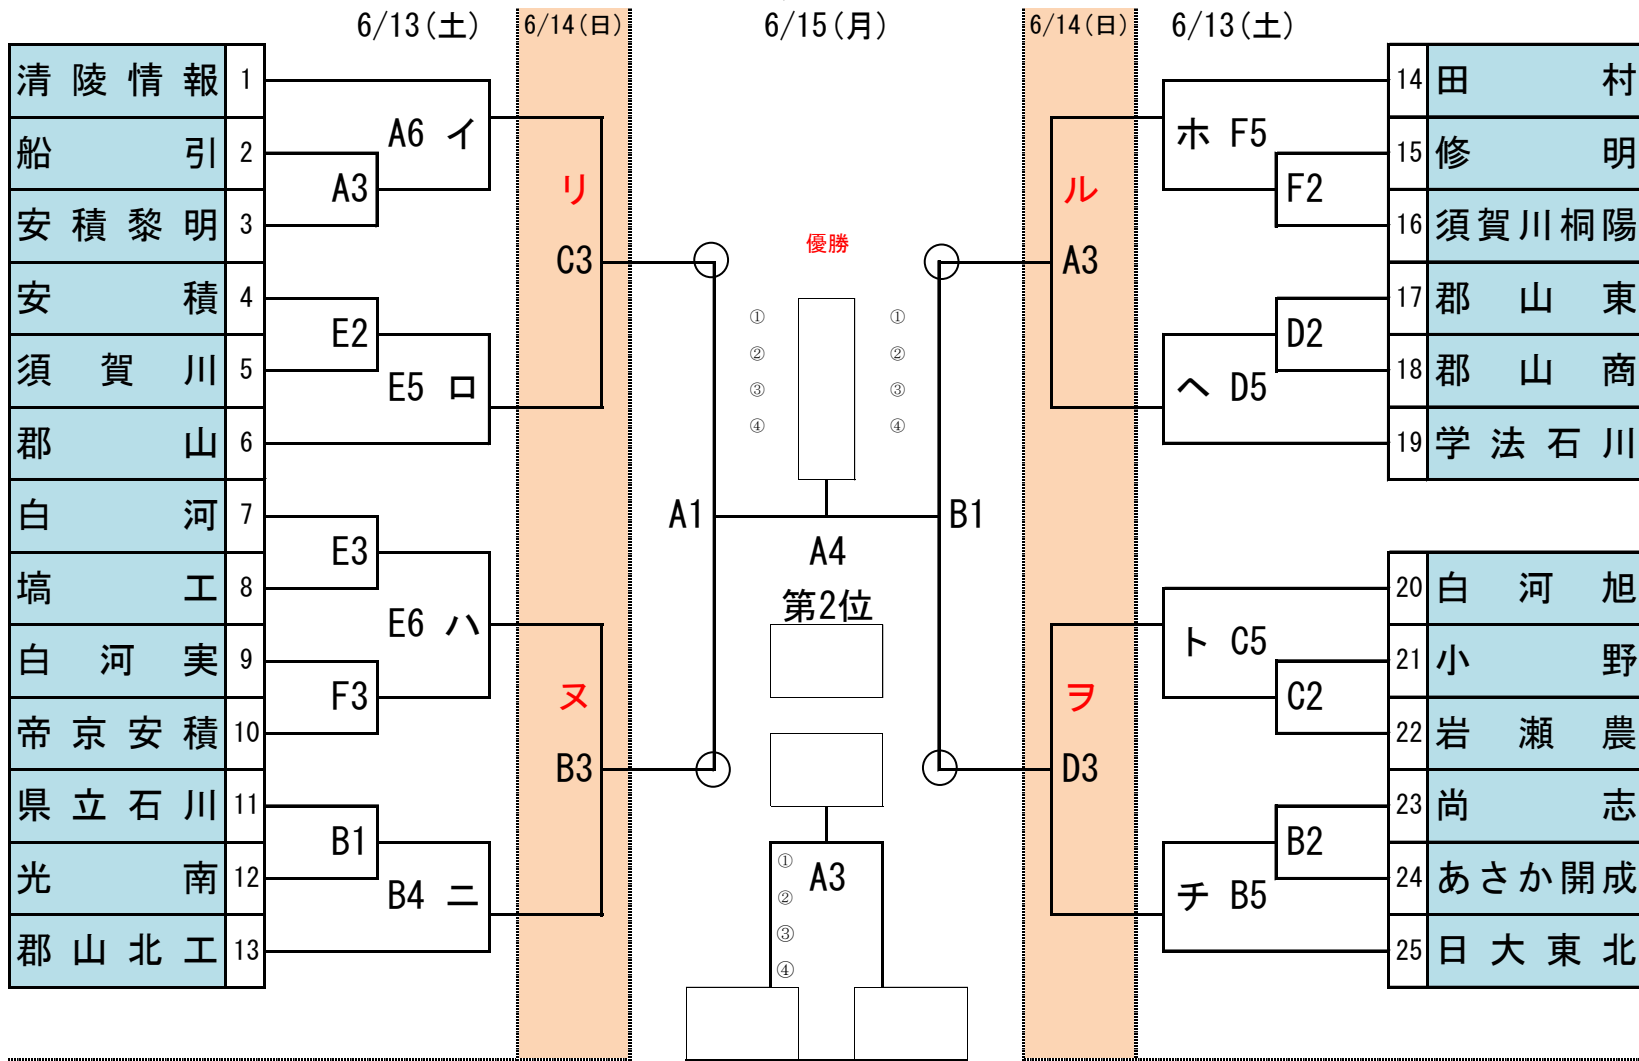 6/13(土) 6/14(日) 6/15(月) 6/14(日) 6/13(土)
清陵情報 1
船引 2
安積黎明 3
安積 4
須賀川 5
郡山 6
白河 7
塙工 8
白河実 9
帝京安積 10
県立石川 11
光南 12
郡山北工 13
A6 イ
A3
E2
E5 ロ
E3
E6 ハ
F3
B1
B4 ニ
リ
C3
ヌ
B3
A1
優勝
① ①
② ②
③ ③
④ ④
A4
第2位
A3
①
②
③
④
B1
ル
A3
ヲ
D3
ホ F5
F2
D2
ヘ D5
ト C5
C2
B2
チ B5
14 田村
15 修明
16 須賀川桐陽
17 郡山東
18 郡山商
19 学法石川
20 白河旭
21 小野
22 岩瀬農
23 尚志
24 あさか開成
25 日大東北